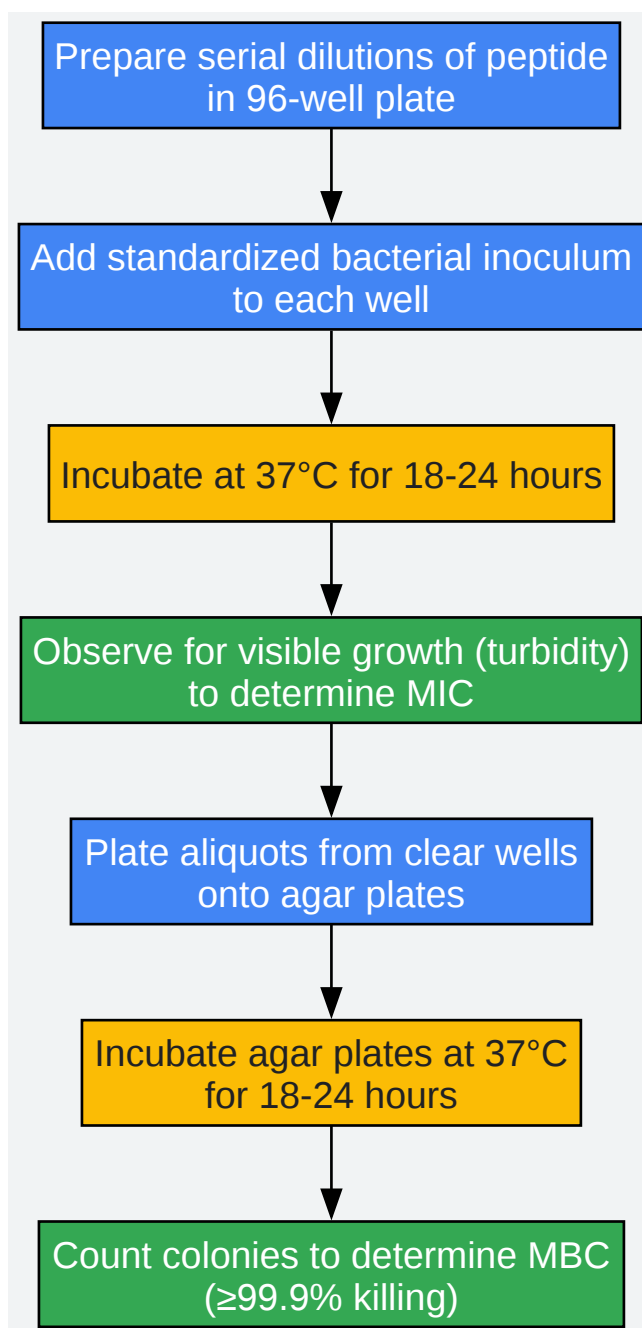 Prepare serial dilutions of peptide
in 96-well plate
Add standardized bacterial inoculum
to each well
Incubate at 37°C for 18-24 hours
Observe for visible growth (turbidity)
to determine MIC
Plate aliquots from clear wells
onto agar plates
Incubate agar plates at 37°C
for 18-24 hours
Count colonies to determine MBC
(≥99.9% killing)